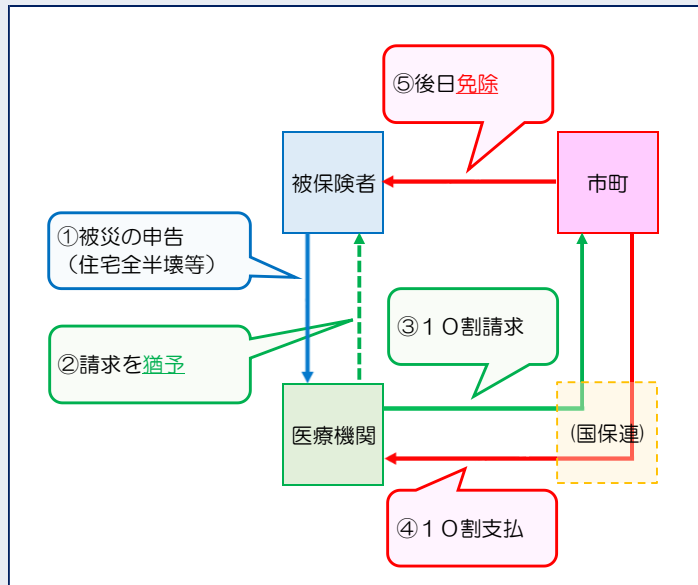 ⑤後日免除
被保険者
市町
①被災の申告
（住宅全半壊等）
②請求を猶予
③１０割請求
医療機関
(国保連)
④１０割支払